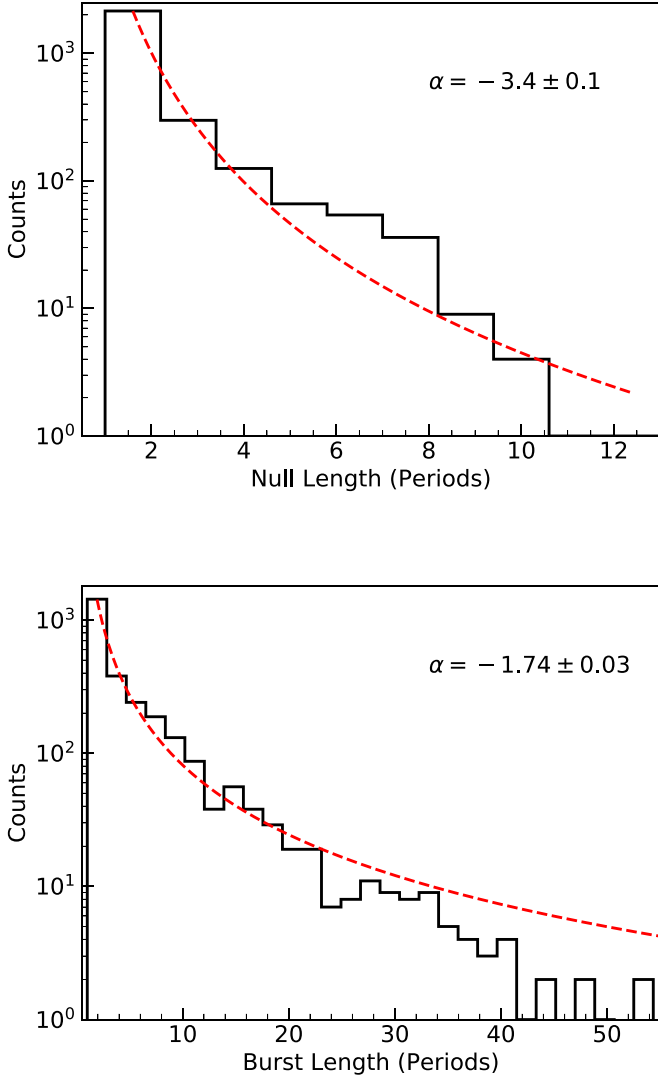 10³
10²
10¹
10⁰
Counts
α = −3.4 ± 0.1
2 4 6 8 10 12
Null Length (Periods)
10³
10²
10¹
10⁰
Counts
α = −1.74 ± 0.03
10 20 30 40 50
Burst Length (Periods)